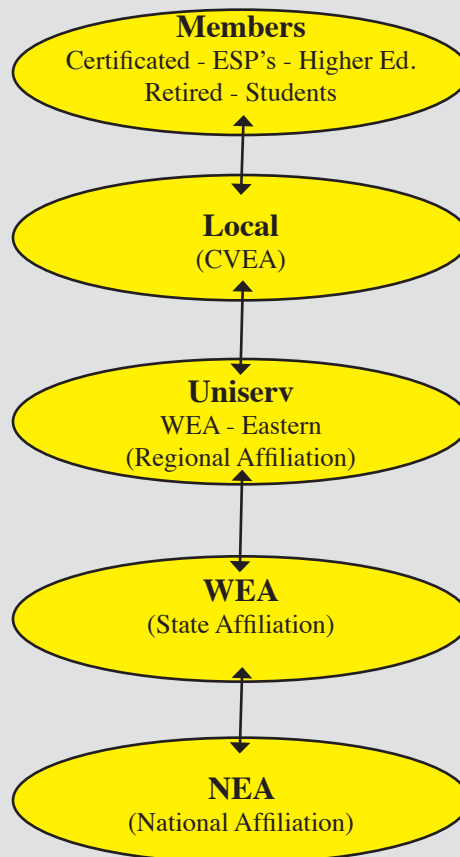 Members
Certificated - ESP's - Higher Ed.
Retired - Students
Local
(CVEA)
Uniserv
WEA - Eastern
(Regional Affiliation)
WEA
(State Affiliation)
NEA
(National Affiliation)